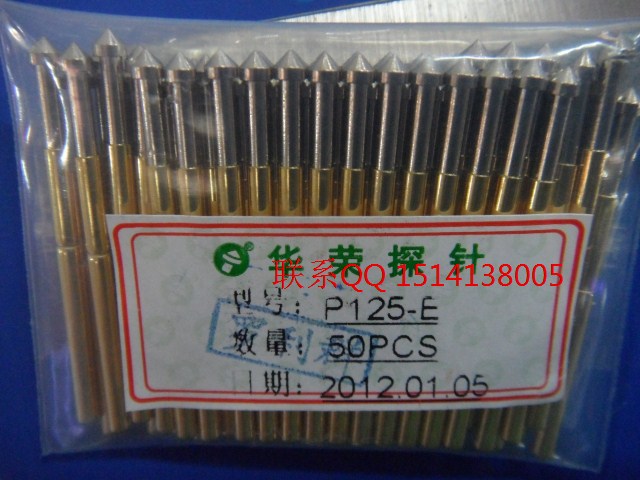 华荣探针
联系QQ 1514138005
型号: P125-E
数量: 50PCS
日期: 2012.01.05